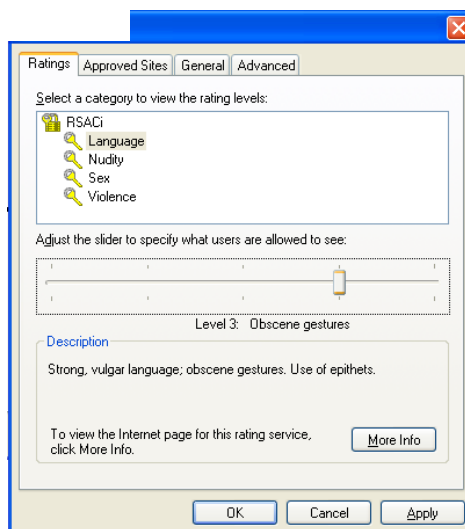 Ratings Approved Sites General Advanced
Select a category to view the rating levels:
RSACi
Language
Nudity
Sex
Violence
Adjust the slider to specify what users are allowed to see:
Level 3: Obscene gestures
Description
Strong, vulgar language; obscene gestures. Use of epithets.
To view the Internet page for this rating service,
click More Info.
More Info
OK Cancel Apply